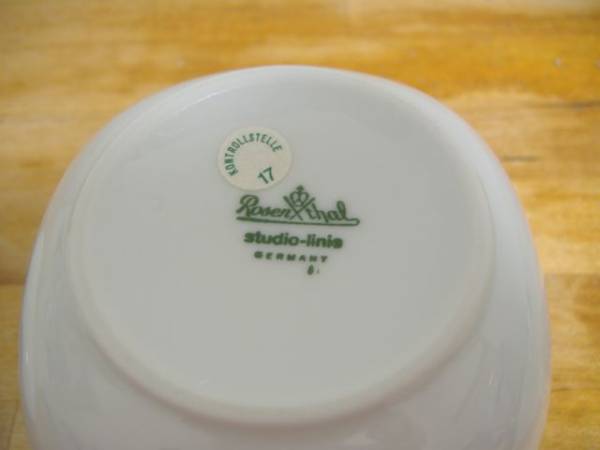 KONTROLLSTELLE
17
Rosenthal
studio-linie
GERMANY